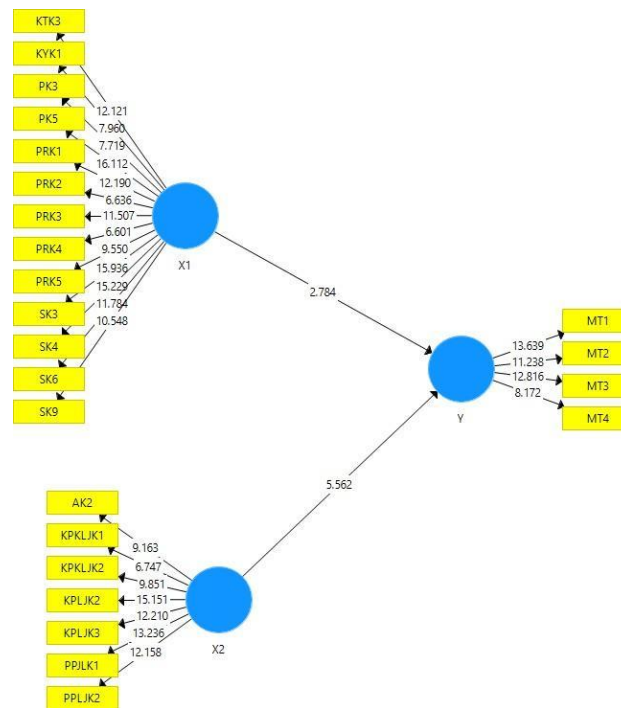 KTK3
KYK1
PK3
PK5
PRK1
PRK2
PRK3
PRK4
PRK5
SK3
SK4
SK6
SK9
12.121
7.960
7.719
16.112
12.190
6.636
11.507
6.601
9.550
15.936
15.229
11.784
10.548
X1
2.784
13.639
11.238
12.816
8.172
MT1
MT2
MT3
MT4
Y
5.562
AK2
KPKLJK1
KPKLJK2
KPLJK2
KPLJK3
PPJLK1
PPLJK2
9.163
6.747
9.851
15.151
12.210
13.236
12.158
X2